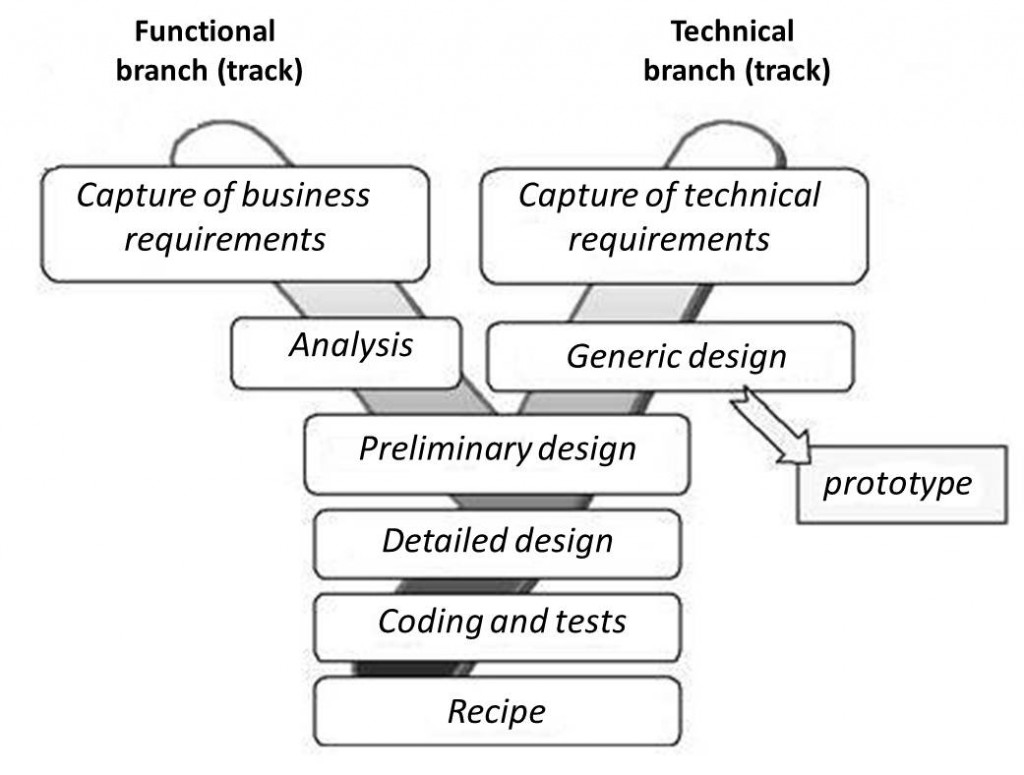 Functional
branch (track)
Technical
branch (track)
Capture of business
requirements
Capture of technical
requirements
Analysis
Generic design
Preliminary design
prototype
Detailed design
Coding and tests
Recipe